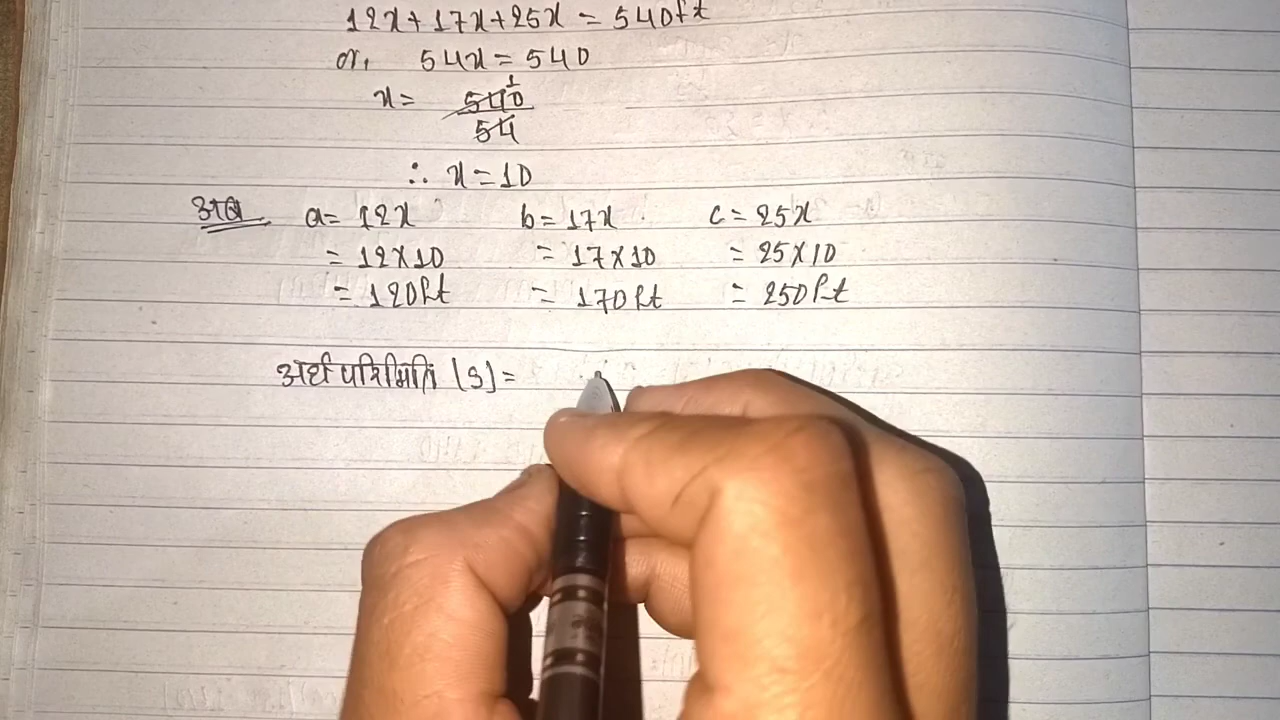 12x+17x+25x = 540ft
or, 54x = 540
x = 540 10
54
∴ x = 10
अब a = 12x b = 17x c = 25x
= 12×10 = 17×10 = 25×10
= 120ft = 170ft = 250ft
अर्धपरिमिति (s) =